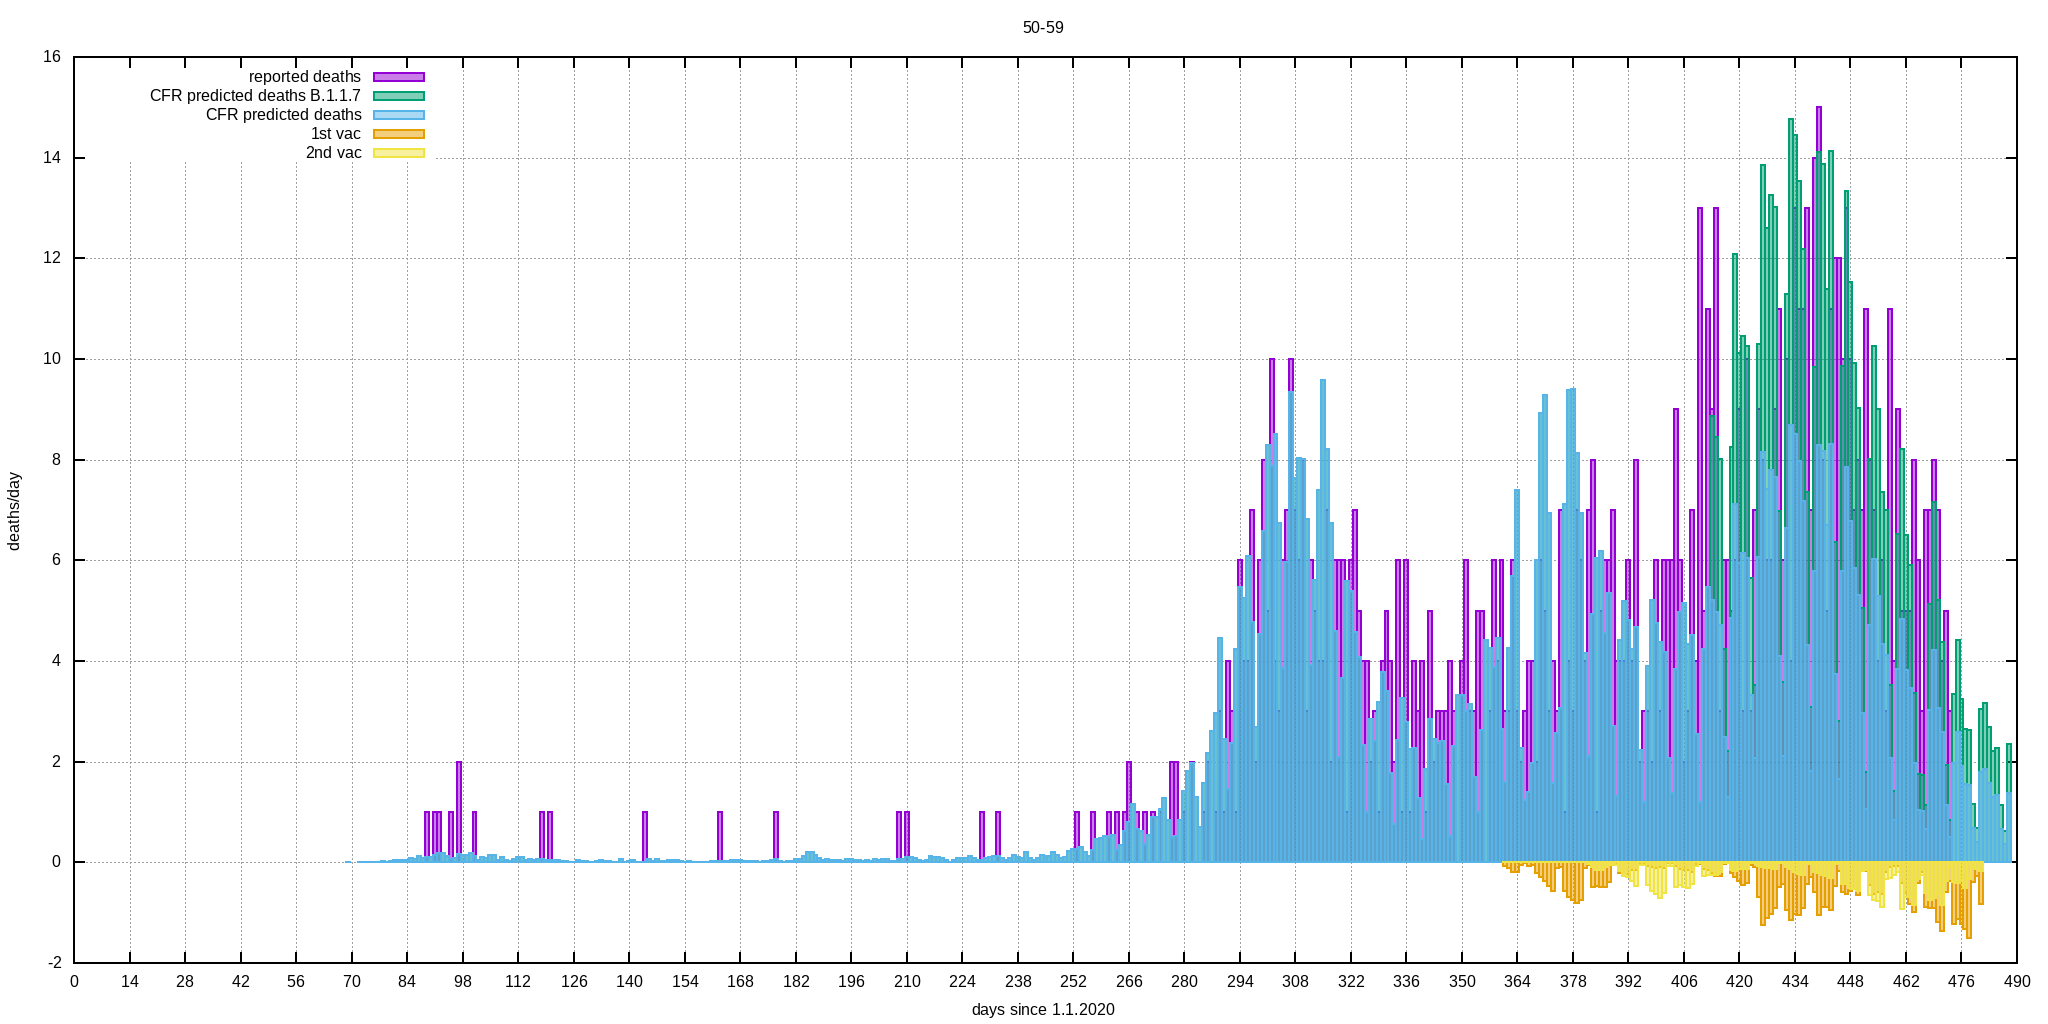 50-59
reported deaths
CFR predicted deaths B.1.1.7
CFR predicted deaths
1st vac
2nd vac
16
14
12
10
8
6
4
2
0
-2
deaths/day
0 14 28 42 56 70 84 98 112 126 140 154 168 182 196 210 224 238 252 266 280 294 308 322 336 350 364 378 392 406 420 434 448 462 476 490
days since 1.1.2020